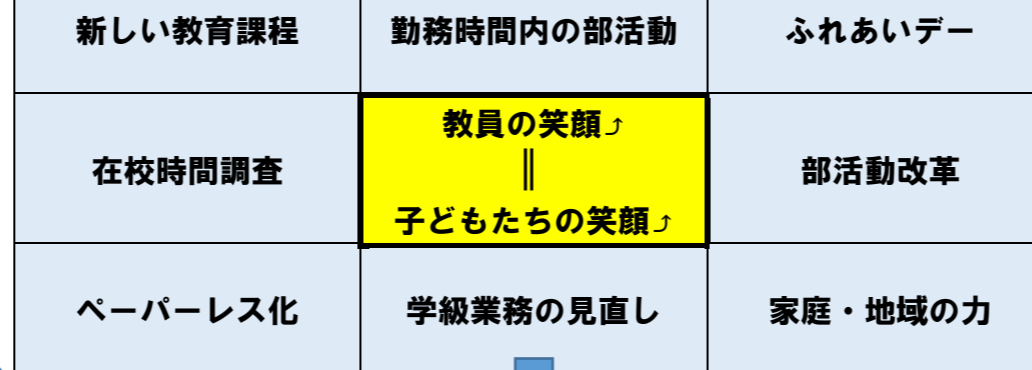 新しい教育課程
勤務時間内の部活動
ふれあいデー
在校時間調査
教員の笑顔⤴
||
子どもたちの笑顔⤴
部活動改革
ペーパーレス化
学級業務の見直し
家庭・地域の力